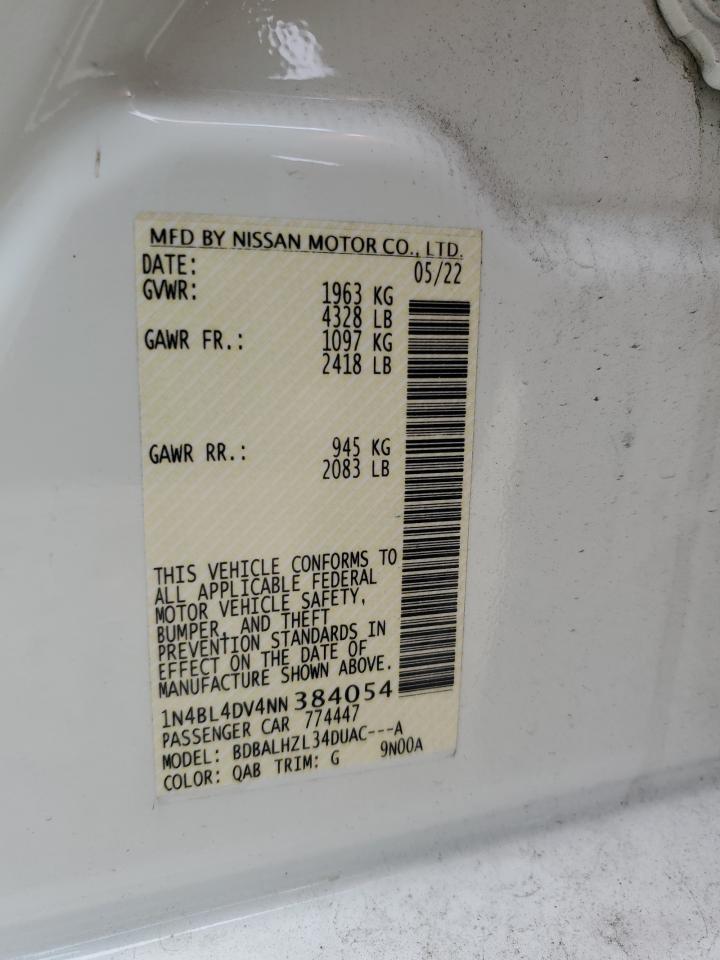 MFD BY NISSAN MOTOR CO., LTD.
DATE: 05/22
GVWR: 1963 KG
4328 LB
GAWR FR.: 1097 KG
2418 LB
GAWR RR.: 945 KG
2083 LB
THIS VEHICLE CONFORMS TO
ALL APPLICABLE FEDERAL
MOTOR VEHICLE SAFETY,
BUMPER, AND THEFT
PREVENTION STANDARDS IN
EFFECT ON THE DATE OF
MANUFACTURE SHOWN ABOVE.
1N4BL4DV4NN384054
PASSENGER CAR 774447
MODEL: BDBALHZL34DUAC---A
COLOR: QAB TRIM: G 9N00A